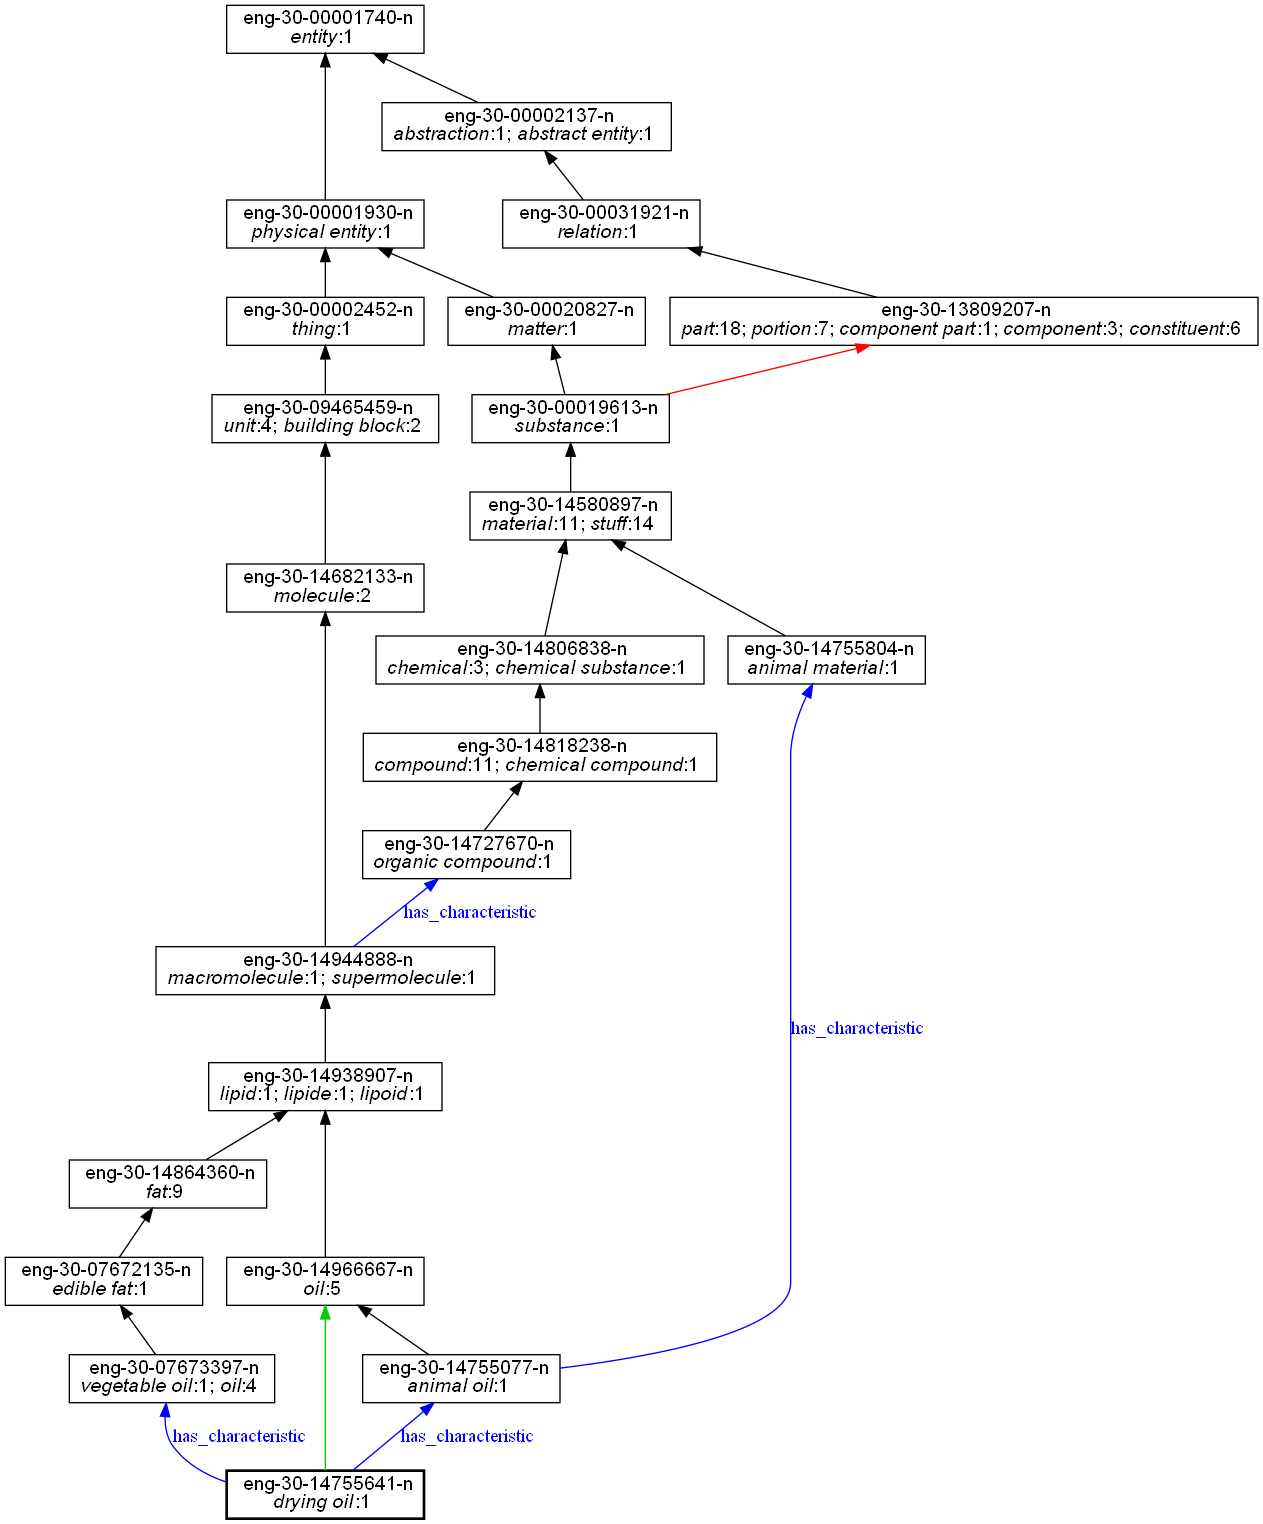 eng-30-00001740-n
entity:1
eng-30-00002137-n
abstraction:1; abstract entity:1
eng-30-00001930-n
physical entity:1
eng-30-00031921-n
relation:1
eng-30-00002452-n
thing:1
eng-30-00020827-n
matter:1
eng-30-13809207-n
part:18; portion:7; component part:1; component:3; constituent:6
eng-30-09465459-n
unit:4; building block:2
eng-30-00019613-n
substance:1
eng-30-14580897-n
material:11; stuff:14
eng-30-14682133-n
molecule:2
eng-30-14806838-n
chemical:3; chemical substance:1
eng-30-14755804-n
animal material:1
eng-30-14818238-n
compound:11; chemical compound:1
eng-30-14727670-n
organic compound:1
has_characteristic
eng-30-14944888-n
macromolecule:1; supermolecule:1
has_characteristic
eng-30-14938907-n
lipid:1; lipide:1; lipoid:1
eng-30-14864360-n
fat:9
eng-30-07672135-n
edible fat:1
eng-30-14966667-n
oil:5
eng-30-07673397-n
vegetable oil:1; oil:4
eng-30-14755077-n
animal oil:1
has_characteristic
has_characteristic
eng-30-14755641-n
drying oil:1